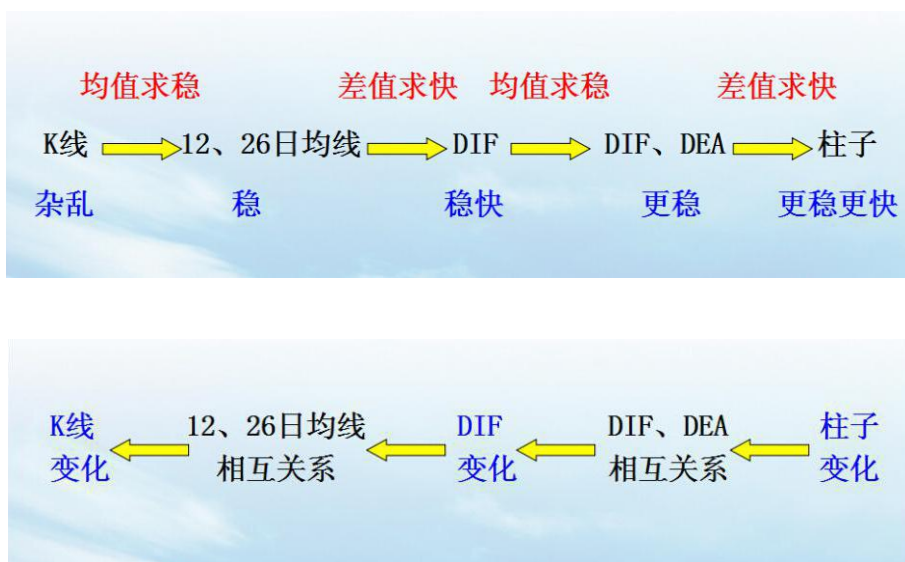 均值求稳 差值求快 均值求稳 差值求快
K线 12、26日均线 DIF DIF、DEA 柱子
杂乱 稳 稳快 更稳 更稳更快
K线 12、26日均线 DIF DIF、DEA 柱子
变化 相互关系 变化 相互关系 变化